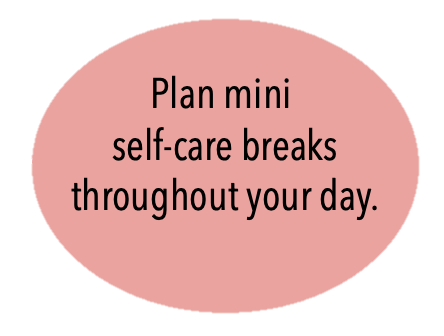 Plan mini
self-care breaks
throughout your day.